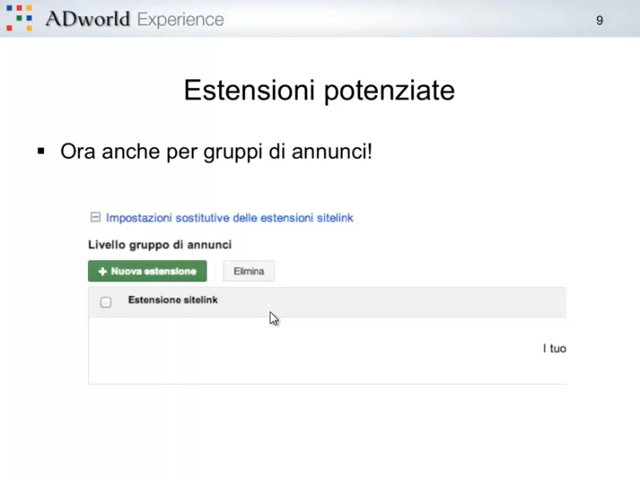 ADworld Experience
9
Estensioni potenziate
▪ Ora anche per gruppi di annunci!
Impostazioni sostitutive delle estensioni sitelink
Livello gruppo di annunci
+ Nuova estensione
Elimina
Estensione sitelink
I tuo